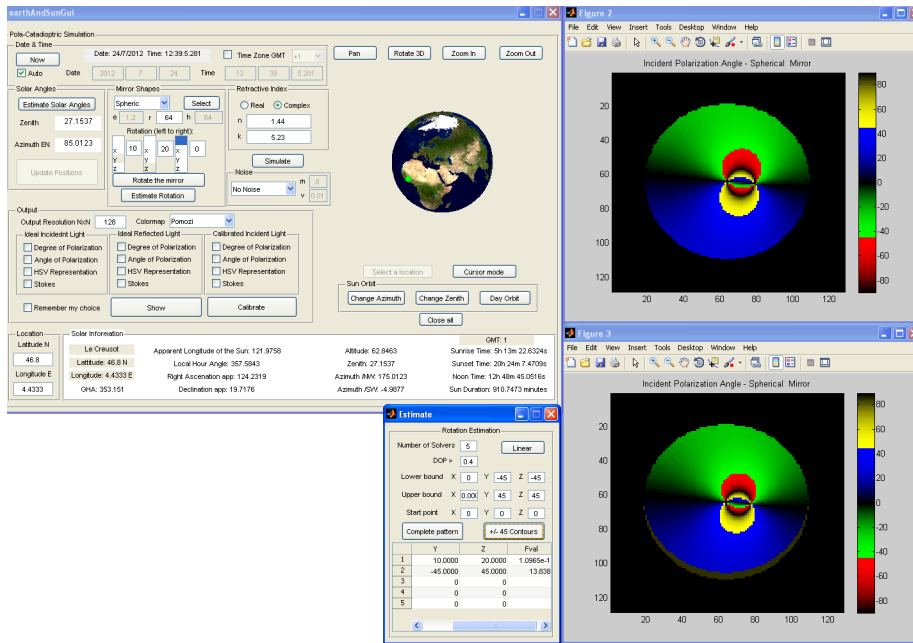 earthAndSunGui
Pola-Catadioptric Simulation
Date & Time
Now
Date: 24/7/2012 Time: 12:39:5.281
Time Zone GMT +1
Auto Date 2012 7 24 Time 12 39 5.281
Pan Rotate 3D Zoom In Zoom Out
Solar Angles
Estimate Solar Angles
Zenith 27.1537
Azimuth EN 85.0123
Update Positions
Mirror Shapes
Spheric Select
e 1.2 r 64 h 64
Rotation (left to right):
x y z 10 x y z 20 x y z 0
Rotate the mirror
Estimate Rotation
Refractive Index
Real Complex
n 1.44
k 5.23
Simulate
Noise
No Noise m 0
v 0.01
Output
Output Resolution NxN 128 Colormap Pomozi
Ideal Incidednt Light
Degree of Polarization
Angle of Polarization
HSV Representation
Stokes
Ideal Reflected Light
Degree of Polarization
Angle of Polarization
HSV Representation
Stokes
Calibrated Incident Light
Degree of Polarization
Angle of Polarization
HSV Representation
Stokes
Remember my choice Show Calibrate
Select a location Cursor mode
Sun Orbit
Change Azimuth Change Zenith Day Orbit
Close all
Location
Latitude N
46.8
Longitude E
4.4333
Solar Information
Le Creusot
Lattitude: 46.8 N
Longitude: 4.4333 E
GHA: 353.151
Apparent Longitude of the Sun: 121.9758
Local Hour Angle: 357.5843
Right Ascenation app: 124.2319
Declination app: 19.7176
Altitude: 62.8463
Zenith: 27.1537
Azimuth /NW: 175.0123
Azimuth /SW: -4.9877
GMT: 1
Sunrise Time: 5h 13m 22.6324s
Sunset Time: 20h 24m 7.4709s
Noon Time: 12h 48m 45.0516s
Sun Duration: 910.7473 minutes
Estimate
Rotation Estimation
Number of Solvers 5 Linear
DOP > 0.4
Lower bound X 0 Y -45 Z -45
Upper bound X 0.000 Y 45 Z 45
Start point X 0 Y 0 Z 0
Complete pattern +/- 45 Contours
Y Z Fval
1 10.0000 20.0000 1.0965e-1
2 -45.0000 45.0000 13.838
3 0 0
4 0 0
5 0 0
Figure 2
File Edit View Insert Tools Desktop Window Help
Incident Polarization Angle - Spherical Mirror
20
40
60
80
100
120
20 40 60 80 100 120
80
60
40
20
0
-20
-40
-60
-80
Figure 3
File Edit View Insert Tools Desktop Window Help
Incident Polarization Angle - Spherical Mirror
20
40
60
80
100
120
20 40 60 80 100 120
80
60
40
20
0
-20
-40
-60
-80